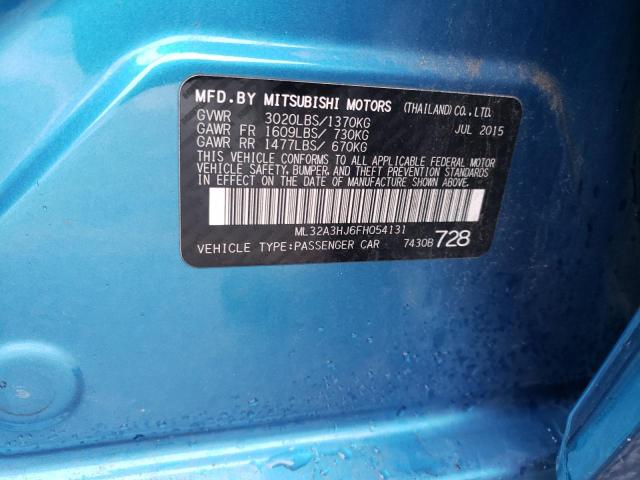 MFD.BY MITSUBISHI MOTORS (THAILAND) CO., LTD.
GVWR 3020LBS/1370KG JUL 2015
GAWR FR 1609LBS/ 730KG
GAWR RR 1477LBS/ 670KG
THIS VEHICLE CONFORMS TO ALL APPLICABLE FEDERAL MOTOR
VEHICLE SAFETY, BUMPER, AND THEFT PREVENTION STANDARDS
IN EFFECT ON THE DATE OF MANUFACTURE SHOWN ABOVE.
ML32A3HJ6FH054131
VEHICLE TYPE:PASSENGER CAR 7430B 728